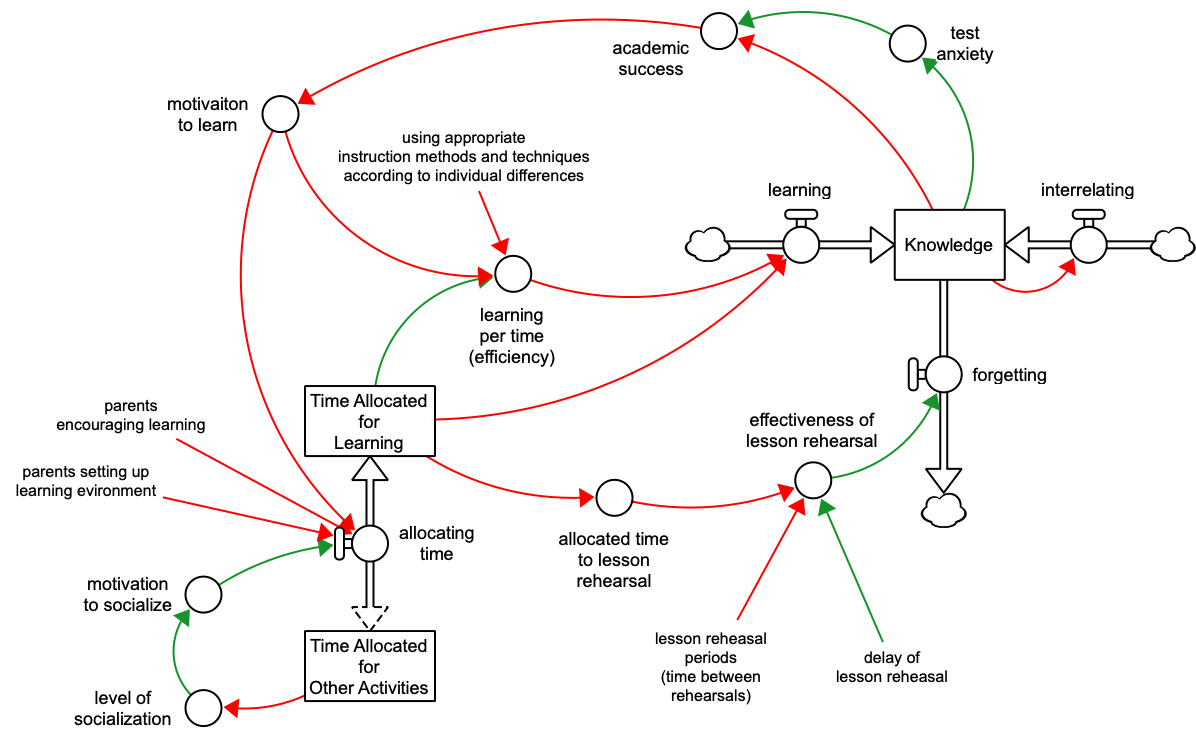 test
anxiety
academic
success
motivaiton
to learn
using appropriate
instruction methods and techniques
according to individual differences
learning
interrelating
Knowledge
learning
per time
(efficiency)
forgetting
Time Allocated
for
Learning
parents
encouraging learning
effectiveness of
lesson rehearsal
parents setting up
learning evironment
allocating
time
allocated time
to lesson
rehearsal
motivation
to socialize
lesson reheasal
periods
(time between
rehearsals)
delay of
lesson reheasal
Time Allocated
for
Other Activities
level of
socialization